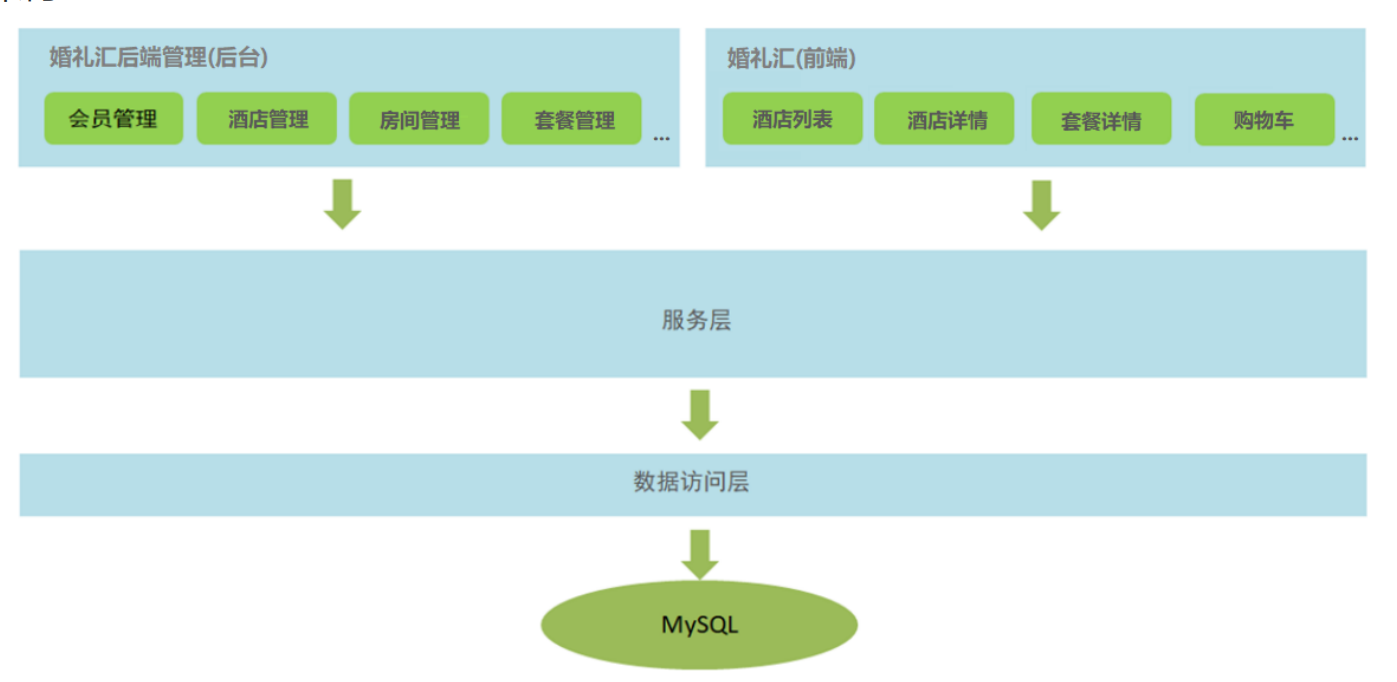 婚礼汇后端管理(后台)
会员管理 酒店管理 房间管理 套餐管理 ...
婚礼汇(前端)
酒店列表 酒店详情 套餐详情 购物车 ...
服务层
数据访问层
MySQL